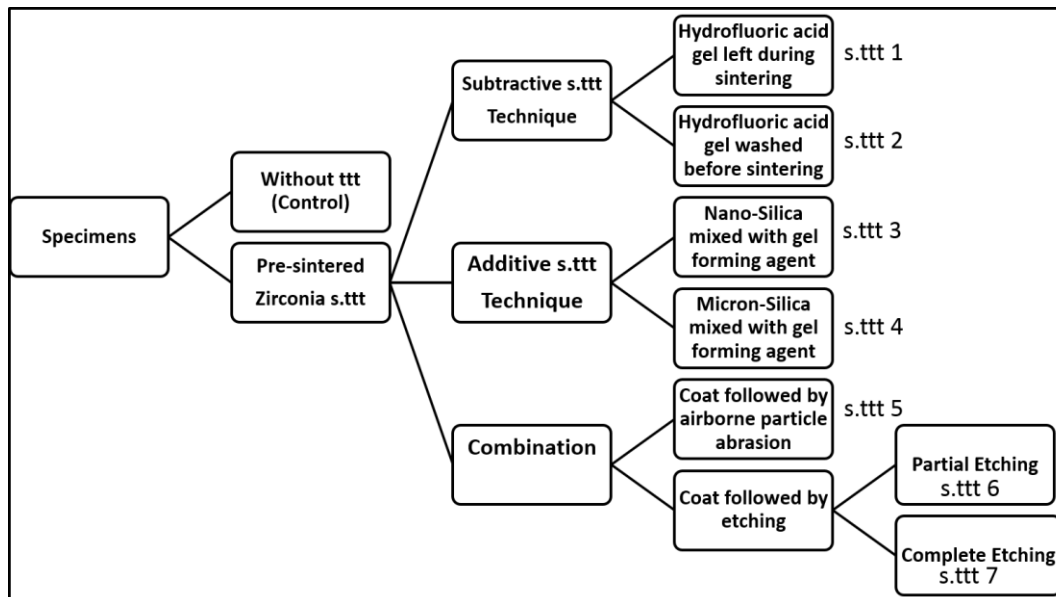 Specimens
Without ttt
(Control)
Pre-sintered
Zirconia s.ttt
Subtractive s.ttt
Technique
Additive s.ttt
Technique
Combination
Hydrofluoric acid
gel left during
sintering
s.ttt 1
Hydrofluoric acid
gel washed
before sintering
s.ttt 2
Nano-Silica
mixed with gel
forming agent
s.ttt 3
Micron-Silica
mixed with gel
forming agent
s.ttt 4
Coat followed by
airborne particle
abrasion
s.ttt 5
Coat followed by
etching
Partial Etching
s.ttt 6
Complete Etching
s.ttt 7